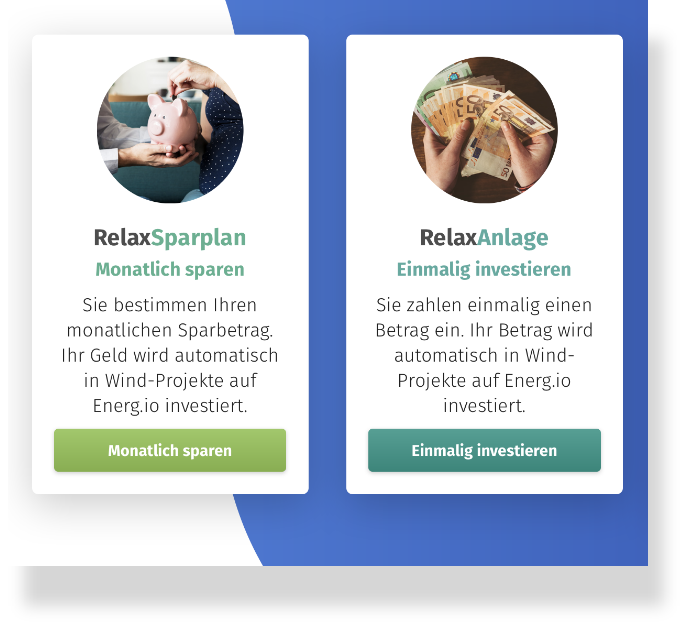 RelaxSparplan
Monatlich sparen
Sie bestimmen Ihren
monatlichen Sparbetrag.
Ihr Geld wird automatisch
in Wind-Projekte auf
Energ.io investiert.
Monatlich sparen
RelaxAnlage
Einmalig investieren
Sie zahlen einmalig einen
Betrag ein. Ihr Betrag wird
automatisch in Wind-
Projekte auf Energ.io
investiert.
Einmalig investieren